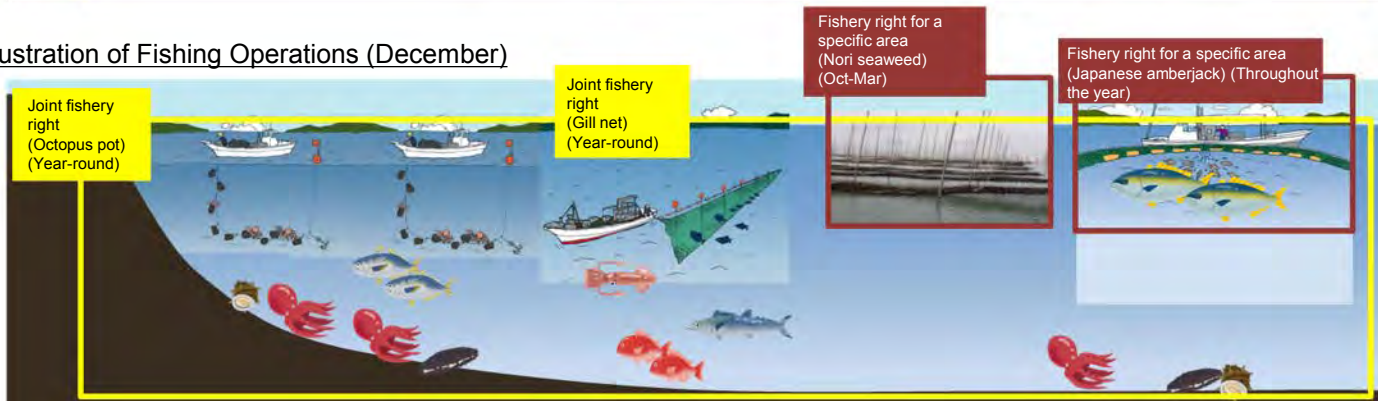 ustration of Fishing Operations (December)
Joint fishery
right
(Octopus pot)
(Year-round)
Joint fishery
right
(Gill net)
(Year-round)
Fishery right for a
specific area
(Nori seaweed)
(Oct-Mar)
Fishery right for a specific area
(Japanese amberjack) (Throughout
the year)